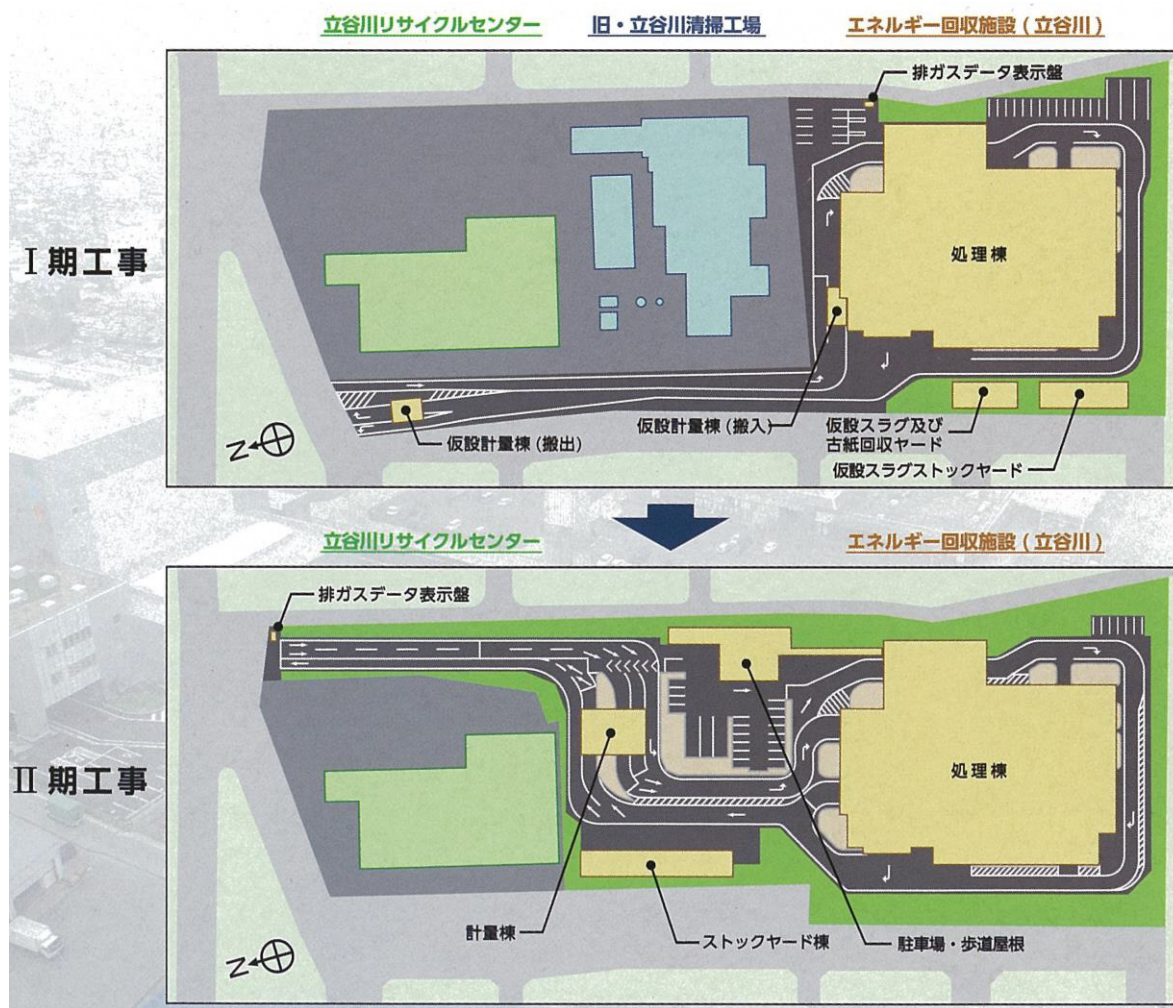 立谷川リサイクルセンター
旧・立谷川清掃工場
エネルギー回収施設(立谷川)
Ⅰ期工事
排ガスデータ表示盤
処理棟
仮設計量棟(搬出)
仮設計量棟(搬入)
仮設スラグ及び
古紙回収ヤード
仮設スラグストックヤード
N
立谷川リサイクルセンター
エネルギー回収施設(立谷川)
Ⅱ期工事
排ガスデータ表示盤
処理棟
計量棟
ストックヤード棟
駐車場・歩道屋根
N